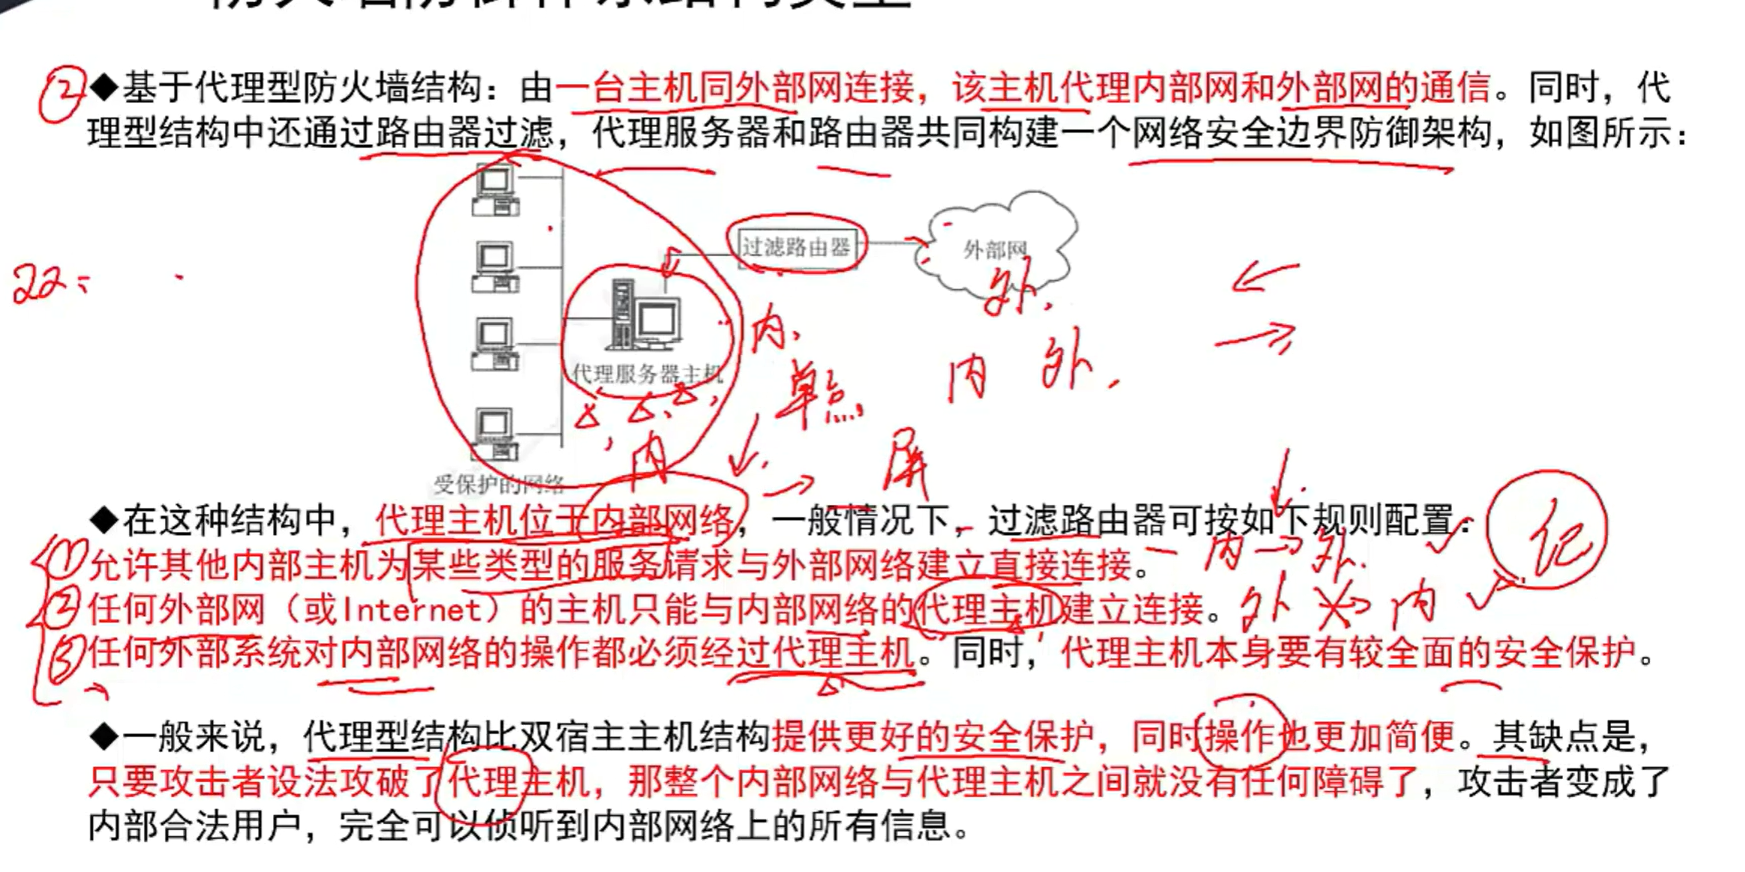 ②◆基于代理型防火墙结构：由一台主机同外部网连接，该主机代理内部网和外部网的通信。同时，代
理型结构中还通过路由器过滤，代理服务器和路由器共同构建一个网络安全边界防御架构，如图所示：
过滤路由器
外部网
外
22
内
代理服务器主机
单点
内 外
内
屏
受保护的网络
◆在这种结构中，代理主机位于内部网络，一般情况下，过滤路由器可按如下规则配置：
记
①允许其他内部主机为某些类型的服务请求与外部网络建立直接连接。
内→外
②任何外部网（或Internet）的主机只能与内部网络的代理主机建立连接。
外 内
③任何外部系统对内部网络的操作都必须经过代理主机。同时，代理主机本身要有较全面的安全保护。
◆一般来说，代理型结构比双宿主主机结构提供更好的安全保护，同时操作也更加简便。其缺点是，
只要攻击者设法攻破了代理主机，那整个内部网络与代理主机之间就没有任何障碍了，攻击者变成了
内部合法用户，完全可以侦听到内部网络上的所有信息。